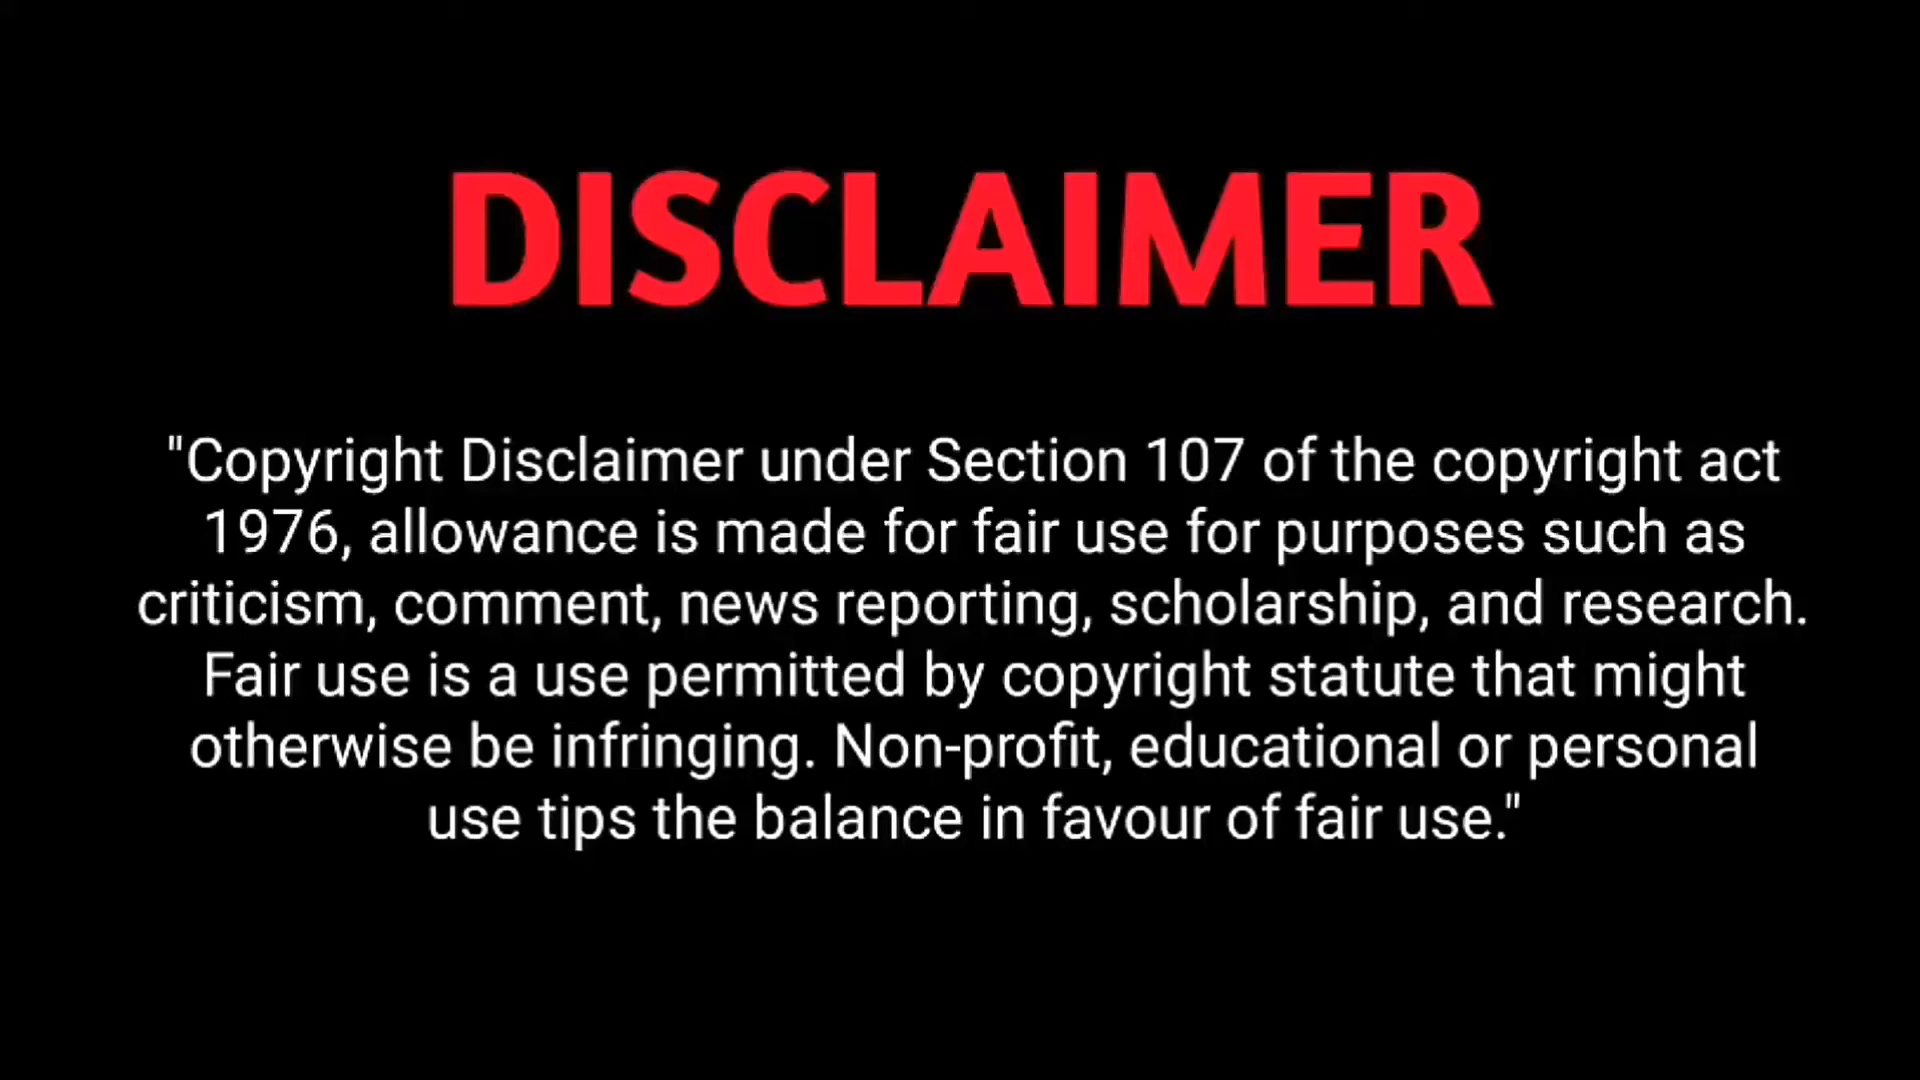 DISCLAIMER
"Copyright Disclaimer under Section 107 of the copyright act
1976, allowance is made for fair use for purposes such as
criticism, comment, news reporting, scholarship, and research.
Fair use is a use permitted by copyright statute that might
otherwise be infringing. Non-profit, educational or personal
use tips the balance in favour of fair use."